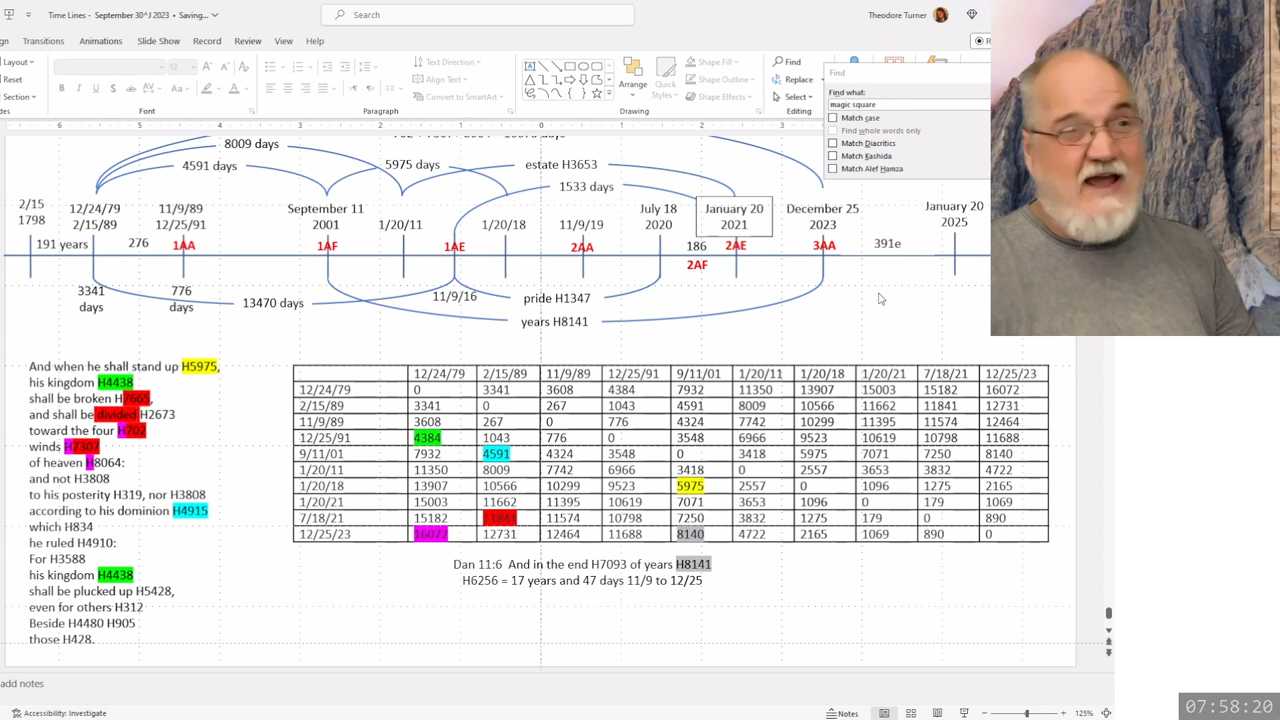 Time Lines - September 30^J 2023 • Saving...
Search
Theodore Turner
Transitions Animations Slide Show Record Review View Help
Layout
Reset
Section
Paragraph
Text Direction
Align Text
Convert to SmartArt
Arrange
Quick Styles
Shape Fill
Shape Outline
Shape Effects
Drawing
Find
Replace
Select
Editing
Find
Find what:
magic square
Match case
Find whole words only
Match Diacritics
Match Kashida
Match Alef Hamza
6 5 4 3 2 1 0 1 2
8009 days
4591 days
5975 days
estate H3653
1533 days
2/15
1798
12/24/79
2/15/89
11/9/89
12/25/91
September 11
2001
1/20/11
1/20/18
11/9/19
July 18
2020
January 20
2021
December 25
2023
January 20
2025
191 years
276
1AA
1AF
1AE
2AA
186
2AF
2AE
3AA
391e
3341
days
776
days
13470 days
11/9/16
pride H1347
years H8141
And when he shall stand up H5975,
his kingdom H4438
shall be broken H7665,
and shall be divided H2673
toward the four H702
winds H7307
of heaven H8064:
and not H3808
to his posterity H319, nor H3808
according to his dominion H4915
which H834
he ruled H4910:
For H3588
his kingdom H4438
shall be plucked up H5428,
even for others H312
Beside H4480 H905
those H428.
12/24/79 2/15/89 11/9/89 12/25/91 9/11/01 1/20/11 1/20/18 1/20/21 7/18/21 12/25/23
12/24/79 0 3341 3608 4384 7932 11350 13907 15003 15182 16072
2/15/89 3341 0 267 1043 4591 8009 10566 11662 11841 12731
11/9/89 3608 267 0 776 4324 7742 10299 11395 11574 12464
12/25/91 4384 1043 776 0 3548 6966 9523 10619 10798 11688
9/11/01 7932 4591 4324 3548 0 3418 5975 7071 7250 8140
1/20/11 11350 8009 7742 6966 3418 0 2557 3653 3832 4722
1/20/18 13907 10566 10299 9523 5975 2557 0 1096 1275 2165
1/20/21 15003 11662 11395 10619 7071 3653 1096 0 179 1069
7/18/21 15182 11841 11574 10798 7250 3832 1275 179 0 890
12/25/23 16072 12731 12464 11688 8140 4722 2165 1069 890 0
Dan 11:6 And in the end H7093 of years H8141
H6256 = 17 years and 47 days 11/9 to 12/25
add notes
Accessibility: Investigate
Notes
125%
07:58:20